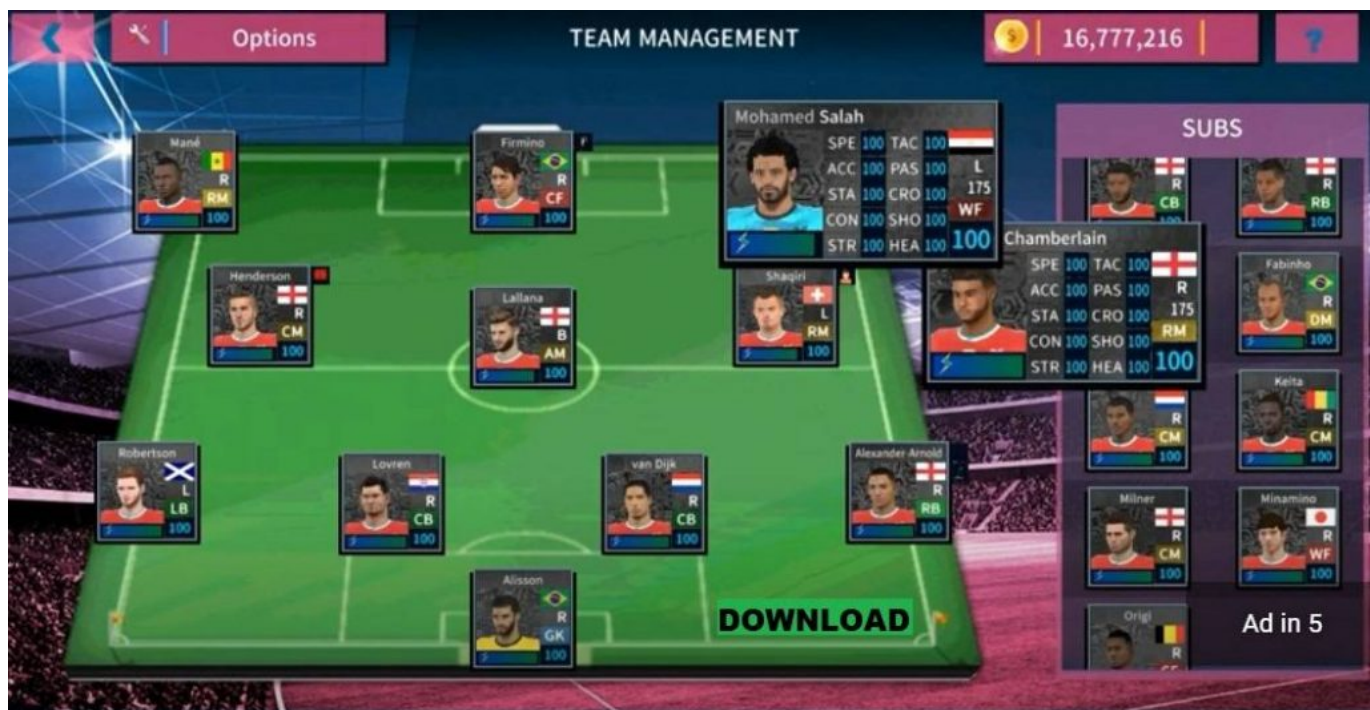 Options
TEAM MANAGEMENT
16,777,216
?
SUBS
Mané
R
RM
100
Firmino
R
CF
100
Mohamed Salah
SPE 100 TAC 100
ACC 100 PAS 100 L
STA 100 CRO 100 175
CON 100 SHO 100 WF
STR 100 HEA 100 100
R
CB
100
R
RB
100
Chamberlain
SPE 100 TAC 100
ACC 100 PAS 100 R
STA 100 CRO 100 175
CON 100 SHO 100 RM
STR 100 HEA 100 100
Henderson
R
CM
100
Lallana
B
AM
100
Shaqiri
L
RM
100
Fabinho
R
DM
100
R
CM
100
Keita
R
CM
100
Robertson
L
LB
100
Lovren
R
CB
100
van Dijk
R
CB
100
Alexander-Arnold
R
RB
100
Milner
R
CM
100
Minamino
R
WF
100
Alisson
R
GK
100
DOWNLOAD
Origi
R
CF
Ad in 5